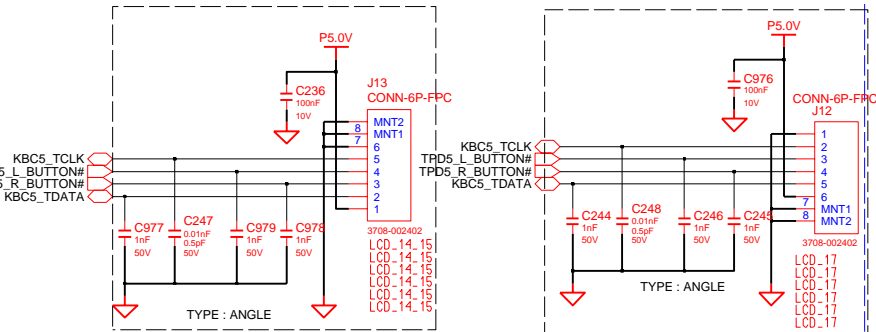 P5.0V
C236
100nF
10V
J13
CONN-6P-FPC
MNT2
8
MNT1
7
6
5
4
3
2
1
KBC5_TCLK
5_L_BUTTON#
5_R_BUTTON#
KBC5_TDATA
C977
1nF
50V
C247
0.01nF
0.5pF
50V
C979
1nF
50V
C978
1nF
50V
3708-002402
LCD_14_15
LCD_14_15
LCD_14_15
LCD_14_15
LCD_14_15
LCD_14_15
TYPE : ANGLE
P5.0V
C976
100nF
10V
CONN-6P-FPC
J12
1
2
3
4
5
6
7
MNT1
8
MNT2
KBC5_TCLK
TPD5_L_BUTTON#
TPD5_R_BUTTON#
KBC5_TDATA
C244
1nF
50V
C248
0.01nF
0.5pF
50V
C246
1nF
50V
C245
1nF
50V
3708-002402
LCD_17
LCD_17
LCD_17
LCD_17
LCD_17
LCD_17
TYPE : ANGLE